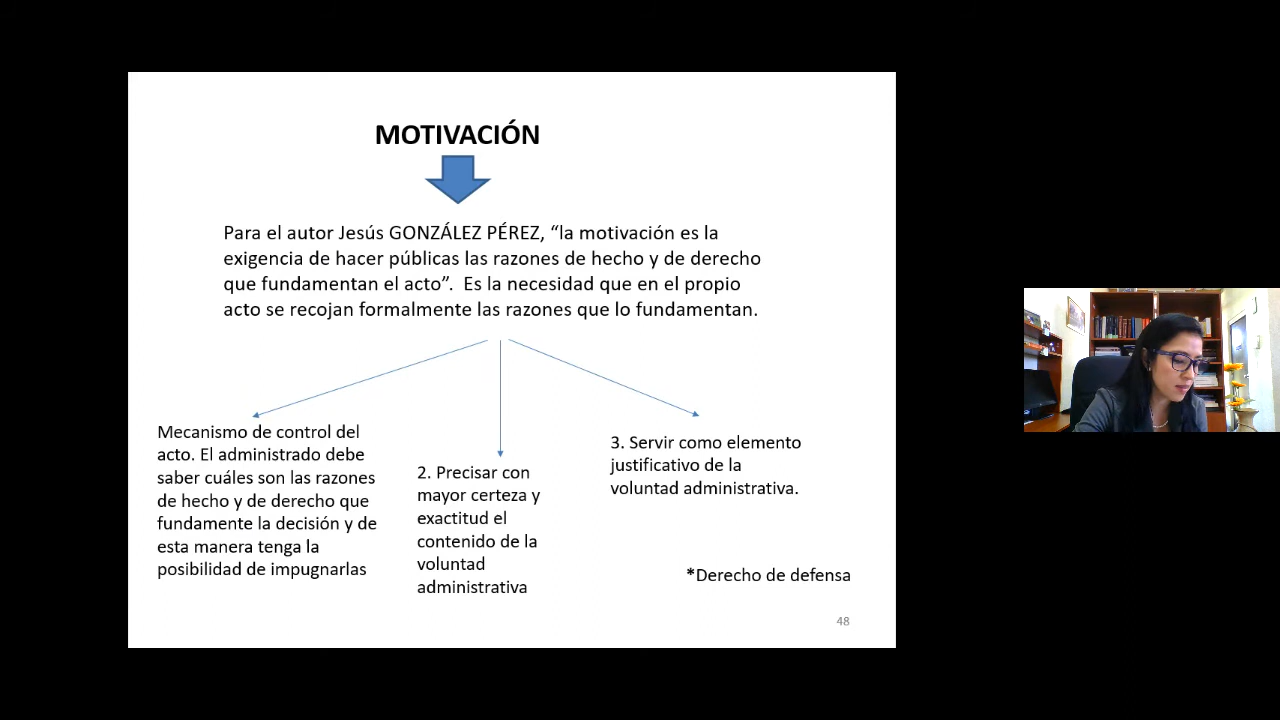 MOTIVACIÓN
Para el autor Jesús GONZÁLEZ PÉREZ, “la motivación es la
exigencia de hacer públicas las razones de hecho y de derecho
que fundamentan el acto”. Es la necesidad que en el propio
acto se recojan formalmente las razones que lo fundamentan.
Mecanismo de control del
acto. El administrado debe
saber cuáles son las razones
de hecho y de derecho que
fundamente la decisión y de
esta manera tenga la
posibilidad de impugnarlas
2. Precisar con
mayor certeza y
exactitud el
contenido de la
voluntad
administrativa
3. Servir como elemento
justificativo de la
voluntad administrativa.
*Derecho de defensa
48